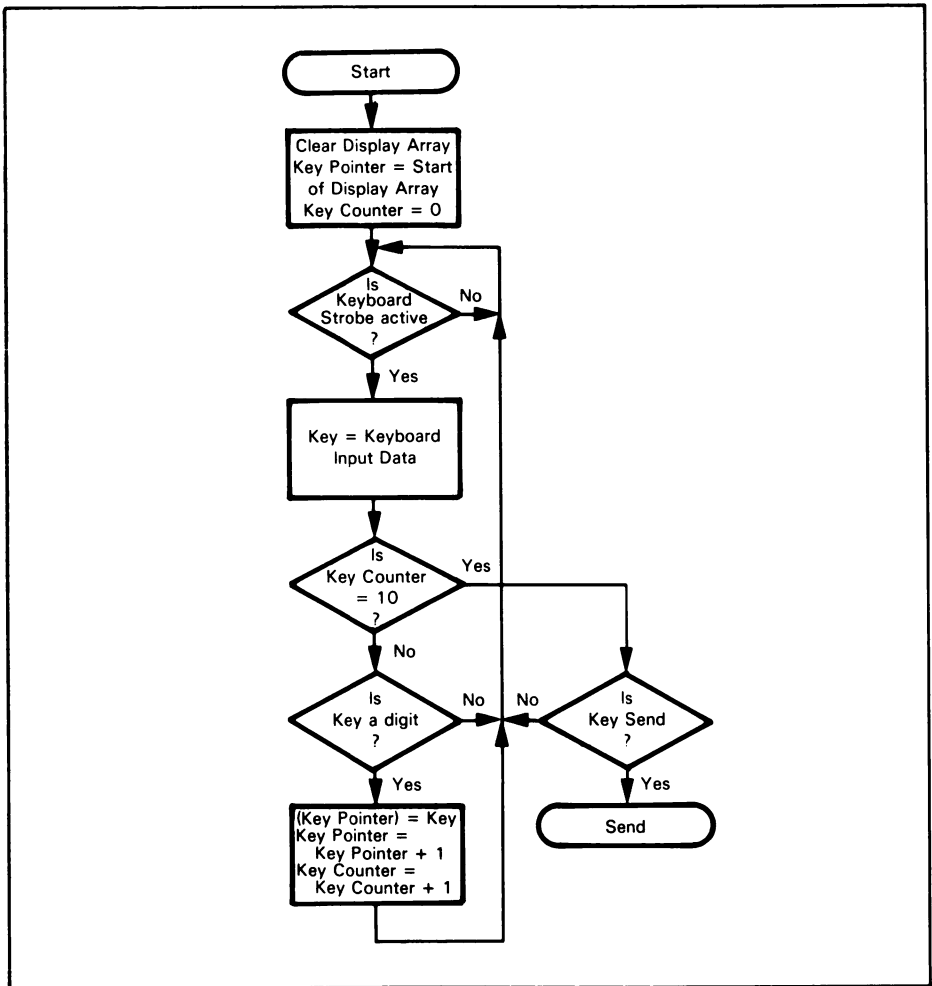 Start
Clear Display Array
Key Pointer = Start
of Display Array
Key Counter = 0
Is
Keyboard
Strobe active
?
No
Yes
Key = Keyboard
Input Data
Is
Key Counter
= 10
?
Yes
No
Is
Key a digit
?
No
No
Is
Key Send
?
Yes
Yes
(Key Pointer) = Key
Key Pointer =
Key Pointer + 1
Key Counter =
Key Counter + 1
Send